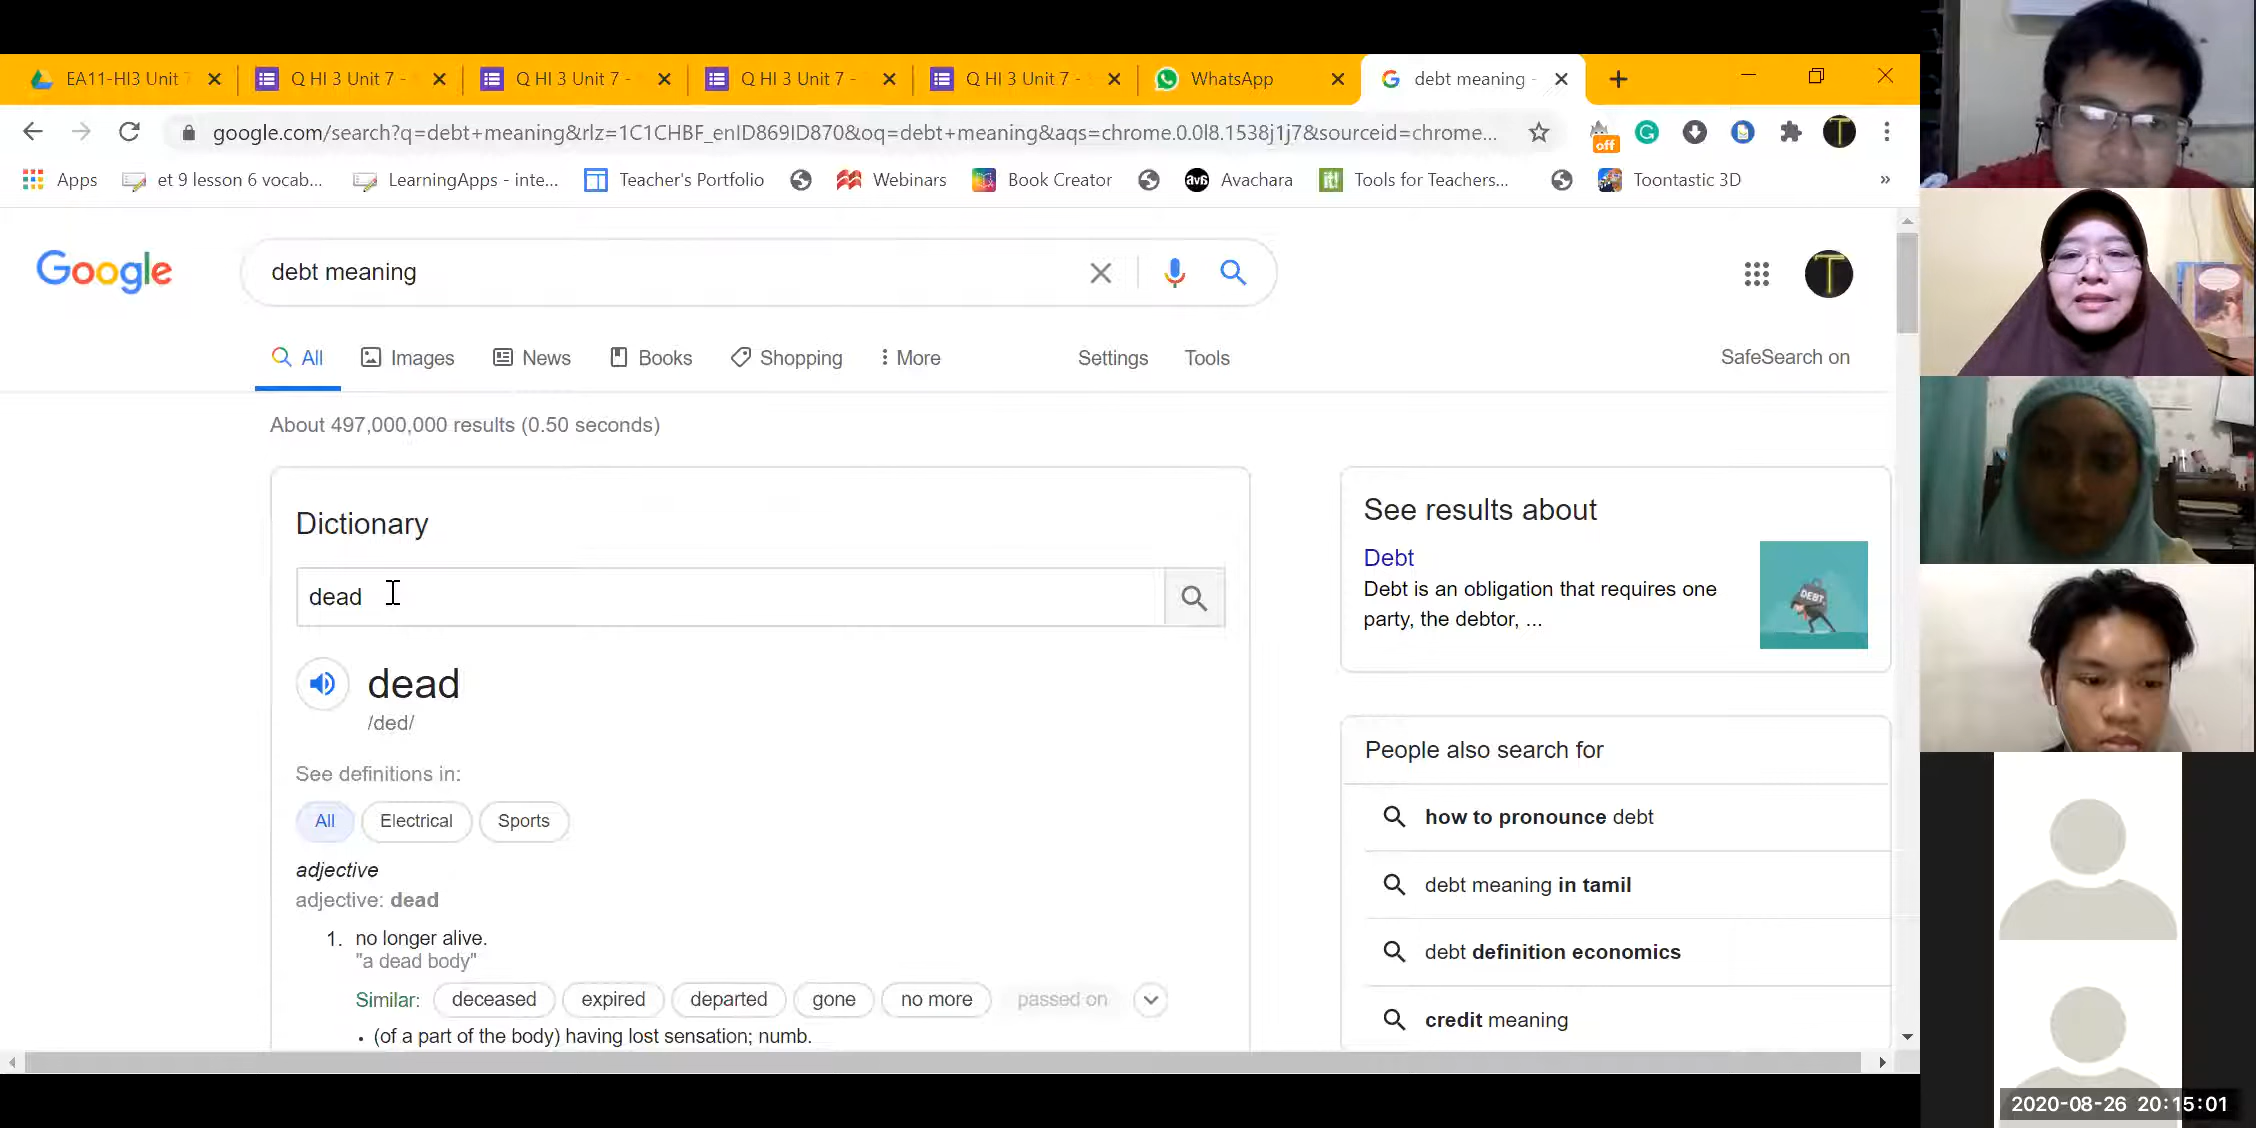 EA11-HI3 Unit 7
Q HI 3 Unit 7 -
Q HI 3 Unit 7 -
Q HI 3 Unit 7 -
Q HI 3 Unit 7 -
WhatsApp
debt meaning -
google.com/search?q=debt+meaning&rlz=1C1CHBF_enID869ID870&oq=debt+meaning&aqs=chrome.0.0l8.1538j1j7&sourceid=chrome...
off
T
Apps
et 9 lesson 6 vocab...
LearningApps - inte...
Teacher's Portfolio
Webinars
Book Creator
Avachara
Tools for Teachers...
Toontastic 3D
»
Google
debt meaning
T
All
Images
News
Books
Shopping
More
Settings
Tools
SafeSearch on
About 497,000,000 results (0.50 seconds)
Dictionary
dead
dead
/ded/
See definitions in:
All
Electrical
Sports
adjective
adjective: dead
1. no longer alive.
"a dead body"
Similar: deceased expired departed gone no more passed on
• (of a part of the body) having lost sensation; numb.
See results about
Debt
Debt is an obligation that requires one
party, the debtor, ...
DEBT
People also search for
how to pronounce debt
debt meaning in tamil
debt definition economics
credit meaning
2020-08-26 20:15:01